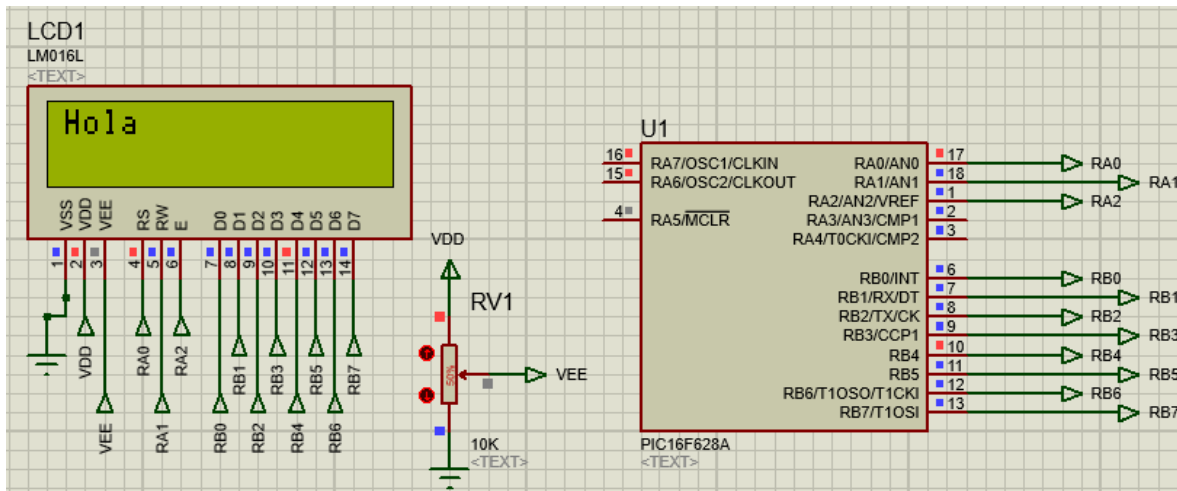 LCD1
LM016L
<TEXT>
Hola
VSS
VDD
VEE
RS
RW
E
D0
D1
D2
D3
D4
D5
D6
D7
1
2
3
4
5
6
7
8
9
10
11
12
13
14
VDD
VEE
RA0
RA1
RA2
RB0
RB1
RB2
RB3
RB4
RB5
RB6
RB7
VDD
RV1
50%
VEE
10K
<TEXT>
U1
16 RA7/OSC1/CLKIN
15 RA6/OSC2/CLKOUT
4 RA5/MCLR
RA0/AN0 17 RA0
RA1/AN1 18 RA1
RA2/AN2/VREF 1 RA2
RA3/AN3/CMP1 2
RA4/T0CKI/CMP2 3
RB0/INT 6 RB0
RB1/RX/DT 7 RB1
RB2/TX/CK 8 RB2
RB3/CCP1 9 RB3
RB4 10 RB4
RB5 11 RB5
RB6/T1OSO/T1CKI 12 RB6
RB7/T1OSI 13 RB7
PIC16F628A
<TEXT>